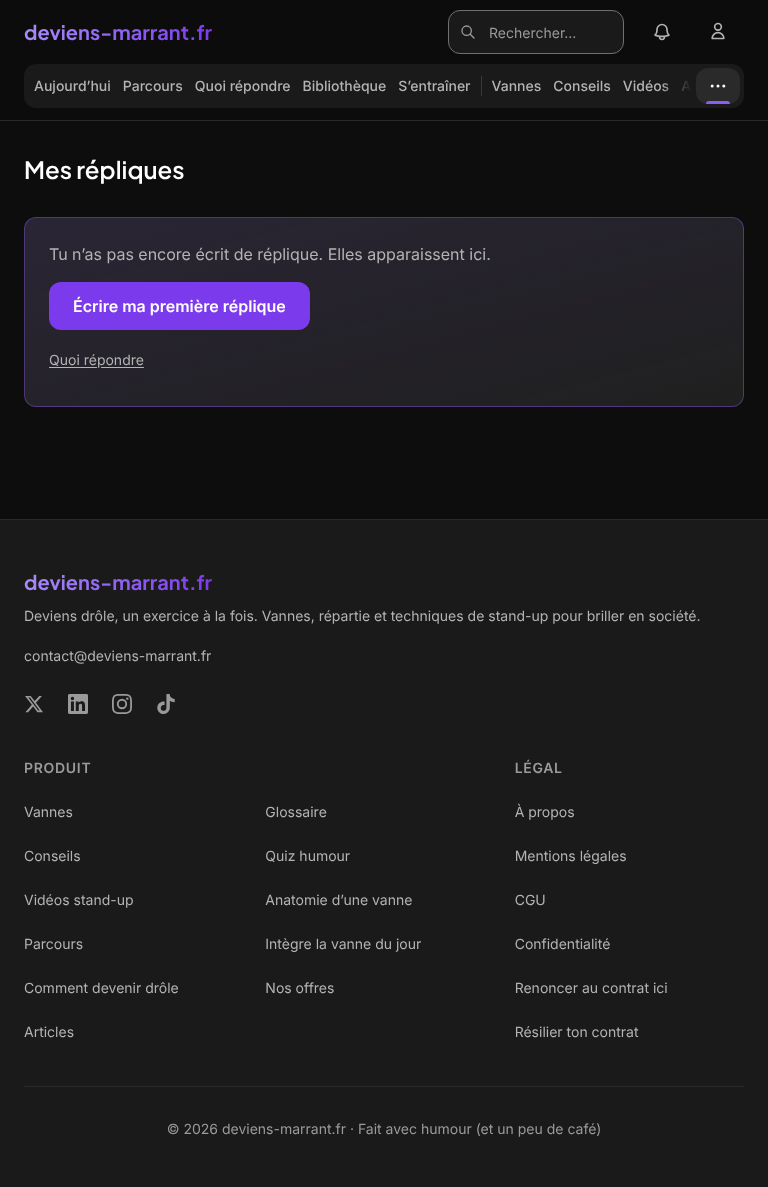 deviens-marrant.fr
Rechercher...
Aujourd’hui Parcours Quoi répondre Bibliothèque S’entraîner Vannes Conseils Vidéos
Mes répliques
Tu n’as pas encore écrit de réplique. Elles apparaissent ici.
Écrire ma première réplique
Quoi répondre
deviens-marrant.fr
Deviens drôle, un exercice à la fois. Vannes, répartie et techniques de stand-up pour briller en société.
contact@deviens-marrant.fr
PRODUIT
Vannes
Conseils
Vidéos stand-up
Parcours
Comment devenir drôle
Articles
Glossaire
Quiz humour
Anatomie d’une vanne
Intègre la vanne du jour
Nos offres
LÉGAL
À propos
Mentions légales
CGU
Confidentialité
Renoncer au contrat ici
Résilier ton contrat
© 2026 deviens-marrant.fr · Fait avec humour (et un peu de café)